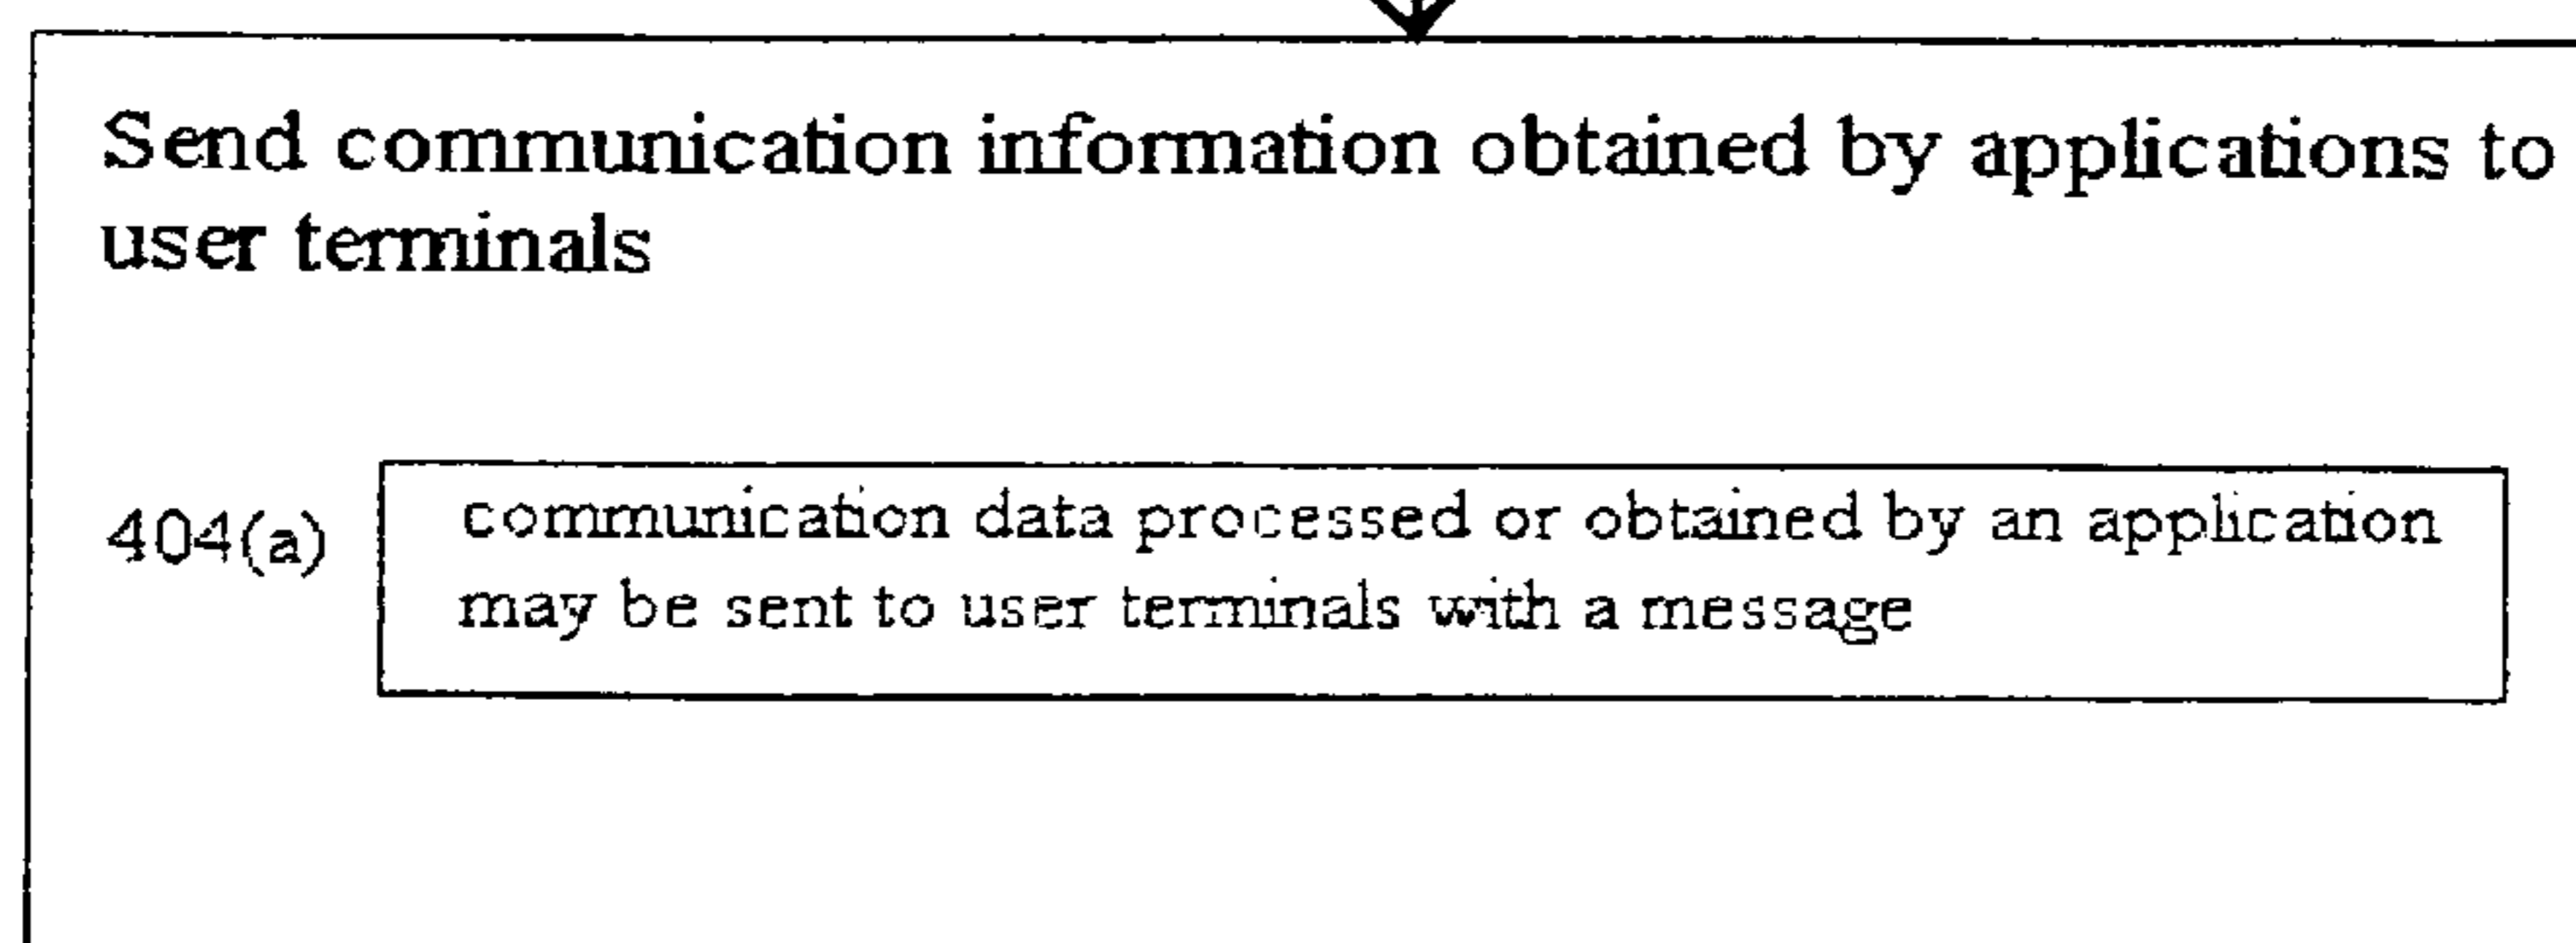 Send communication information obtained by applications to
user terminals
404(a)
communication data processed or obtained by an application
may be sent to user terminals with a message